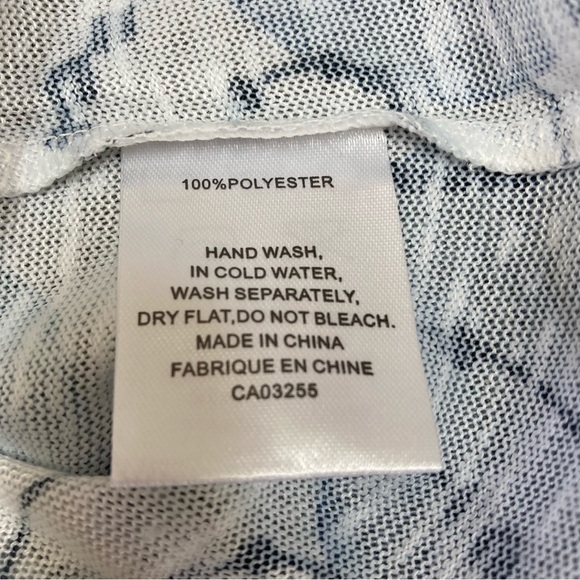 100%POLYESTER
HAND WASH,
IN COLD WATER,
WASH SEPARATELY,
DRY FLAT,DO NOT BLEACH.
MADE IN CHINA
FABRIQUE EN CHINE
CA03255